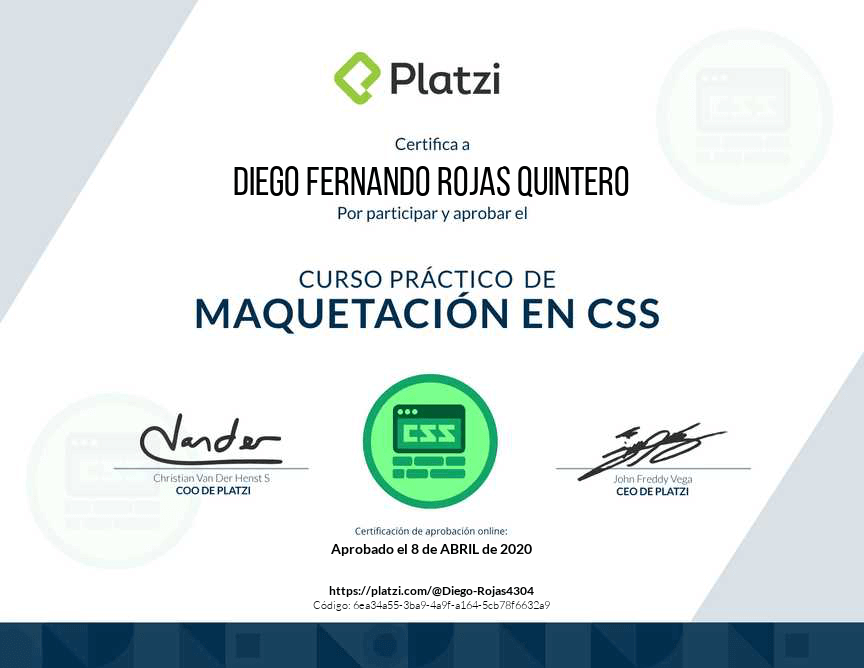 Platzi
Certifica a
DIEGO FERNANDO ROJAS QUINTERO
Por participar y aprobar el
CURSO PRÁCTICO DE
MAQUETACIÓN EN CSS
CSS
Vander
Christian Van Der Henst S
COO DE PLATZI
John Freddy Vega
CEO DE PLATZI
Certificación de aprobación online:
Aprobado el 8 de ABRIL de 2020
https://platzi.com/@Diego-Rojas4304
Código: 6ea34a55-3ba9-4a9f-a164-5cb78f6632a9